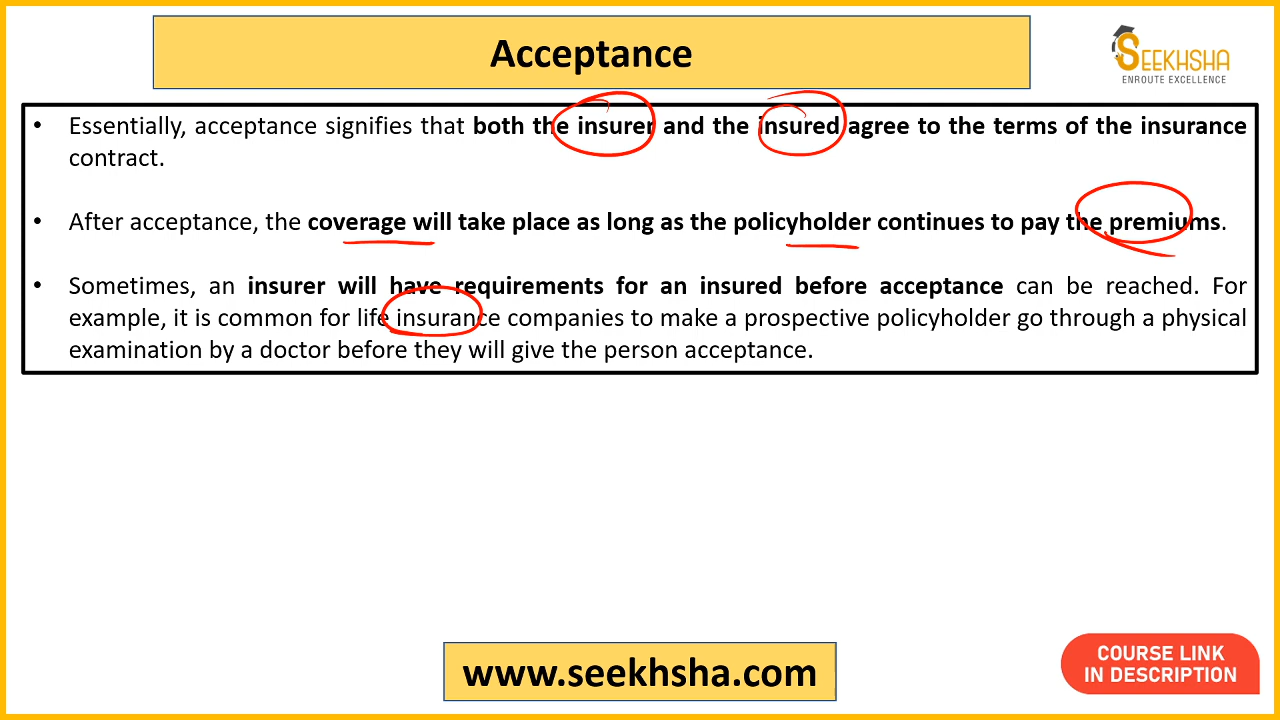 Acceptance
SEEKHSHA
ENROUTE EXCELLENCE
• Essentially, acceptance signifies that both the insurer and the insured agree to the terms of the insurance
contract.
• After acceptance, the coverage will take place as long as the policyholder continues to pay the premiums.
• Sometimes, an insurer will have requirements for an insured before acceptance can be reached. For
example, it is common for life insurance companies to make a prospective policyholder go through a physical
examination by a doctor before they will give the person acceptance.
www.seekhsha.com
COURSE LINK
IN DESCRIPTION